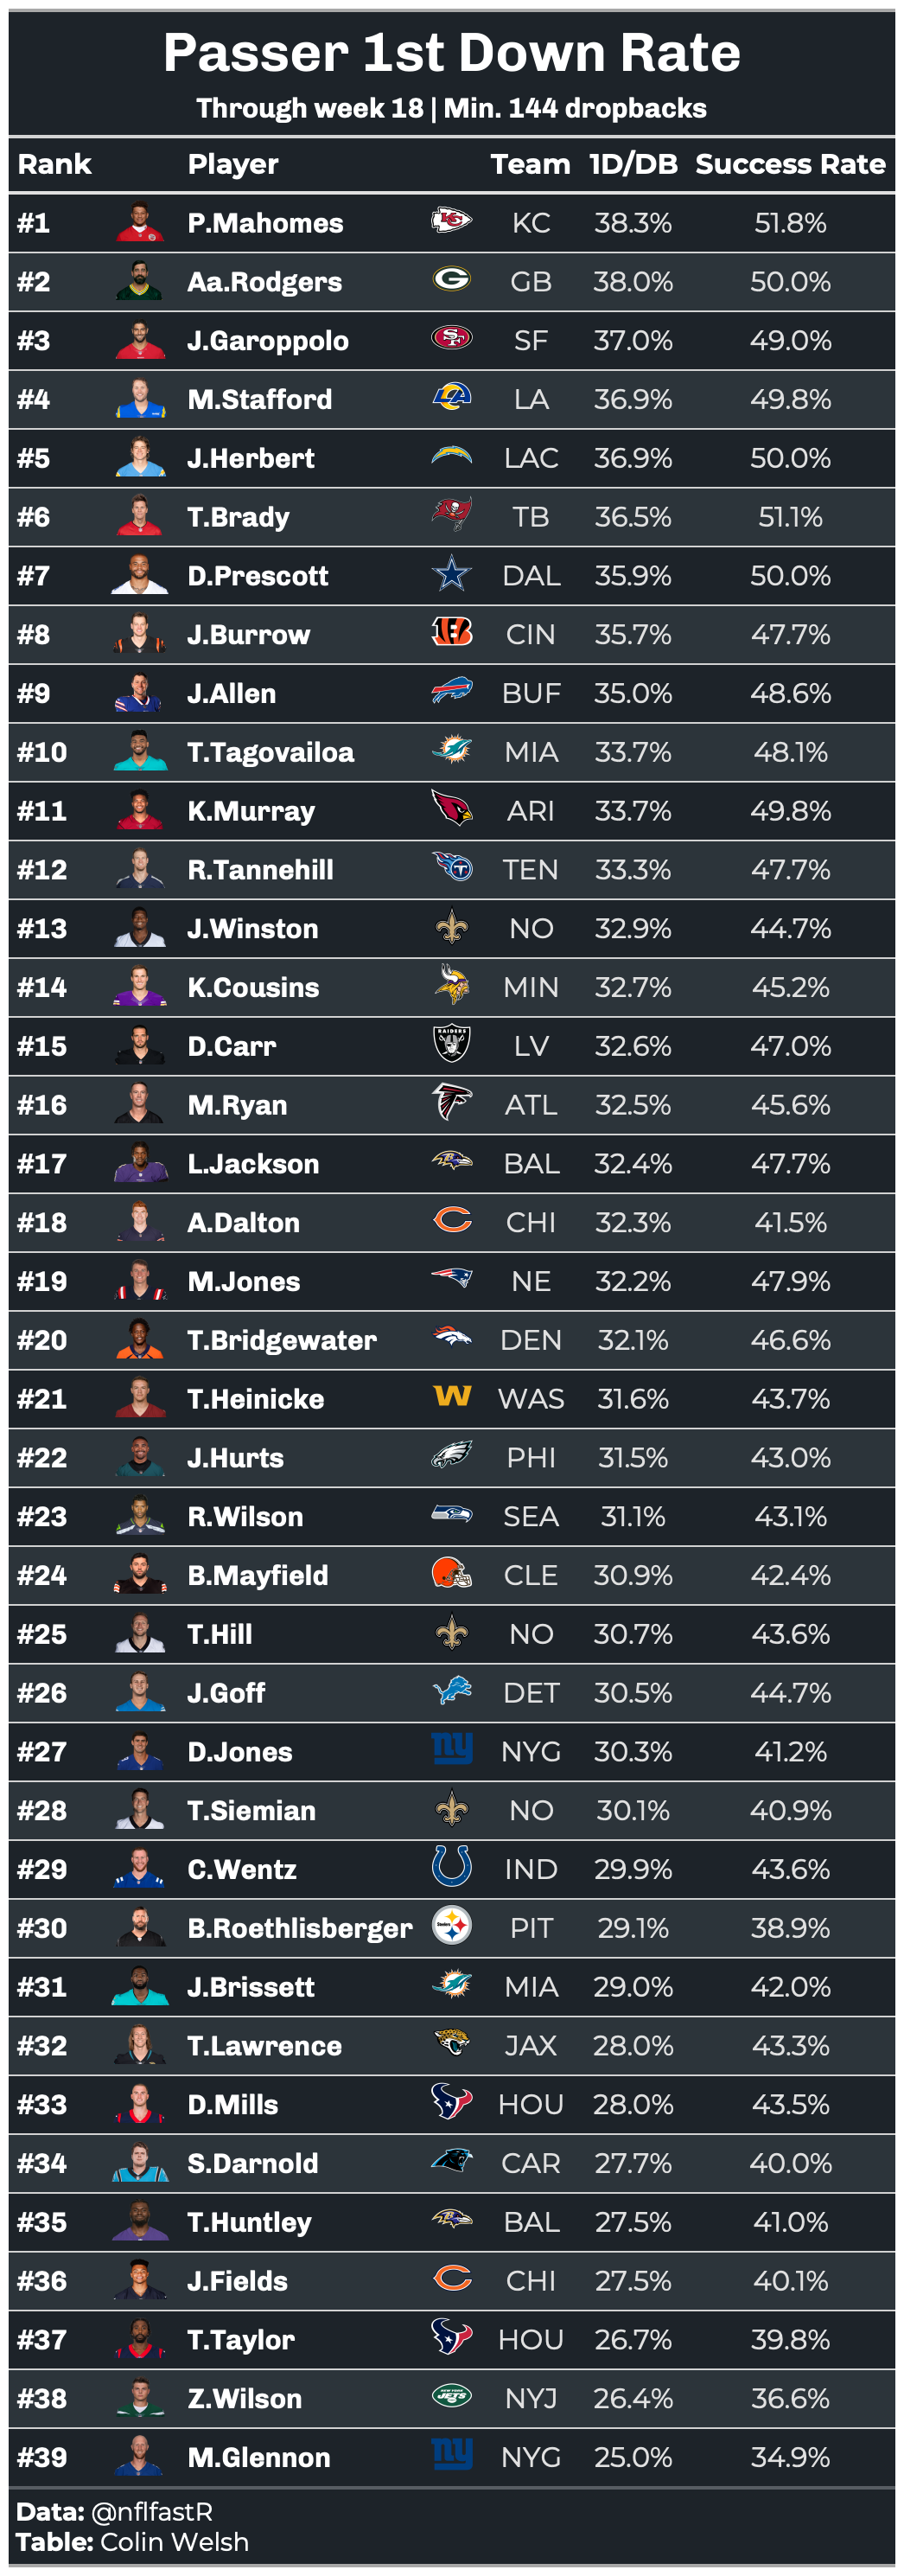 Passer 1st Down Rate
Through week 18 | Min. 144 dropbacks
Rank Player Team 1D/DB Success Rate
#1 P.Mahomes KC 38.3% 51.8%
#2 Aa.Rodgers GB 38.0% 50.0%
#3 J.Garoppolo SF 37.0% 49.0%
#4 M.Stafford LA 36.9% 49.8%
#5 J.Herbert LAC 36.9% 50.0%
#6 T.Brady TB 36.5% 51.1%
#7 D.Prescott DAL 35.9% 50.0%
#8 J.Burrow CIN 35.7% 47.7%
#9 J.Allen BUF 35.0% 48.6%
#10 T.Tagovailoa MIA 33.7% 48.1%
#11 K.Murray ARI 33.7% 49.8%
#12 R.Tannehill TEN 33.3% 47.7%
#13 J.Winston NO 32.9% 44.7%
#14 K.Cousins MIN 32.7% 45.2%
#15 D.Carr LV 32.6% 47.0%
#16 M.Ryan ATL 32.5% 45.6%
#17 L.Jackson BAL 32.4% 47.7%
#18 A.Dalton CHI 32.3% 41.5%
#19 M.Jones NE 32.2% 47.9%
#20 T.Bridgewater DEN 32.1% 46.6%
#21 T.Heinicke WAS 31.6% 43.7%
#22 J.Hurts PHI 31.5% 43.0%
#23 R.Wilson SEA 31.1% 43.1%
#24 B.Mayfield CLE 30.9% 42.4%
#25 T.Hill NO 30.7% 43.6%
#26 J.Goff DET 30.5% 44.7%
#27 D.Jones NYG 30.3% 41.2%
#28 T.Siemian NO 30.1% 40.9%
#29 C.Wentz IND 29.9% 43.6%
#30 B.Roethlisberger PIT 29.1% 38.9%
#31 J.Brissett MIA 29.0% 42.0%
#32 T.Lawrence JAX 28.0% 43.3%
#33 D.Mills HOU 28.0% 43.5%
#34 S.Darnold CAR 27.7% 40.0%
#35 T.Huntley BAL 27.5% 41.0%
#36 J.Fields CHI 27.5% 40.1%
#37 T.Taylor HOU 26.7% 39.8%
#38 Z.Wilson NYJ 26.4% 36.6%
#39 M.Glennon NYG 25.0% 34.9%
Data: @nflfastR
Table: Colin Welsh